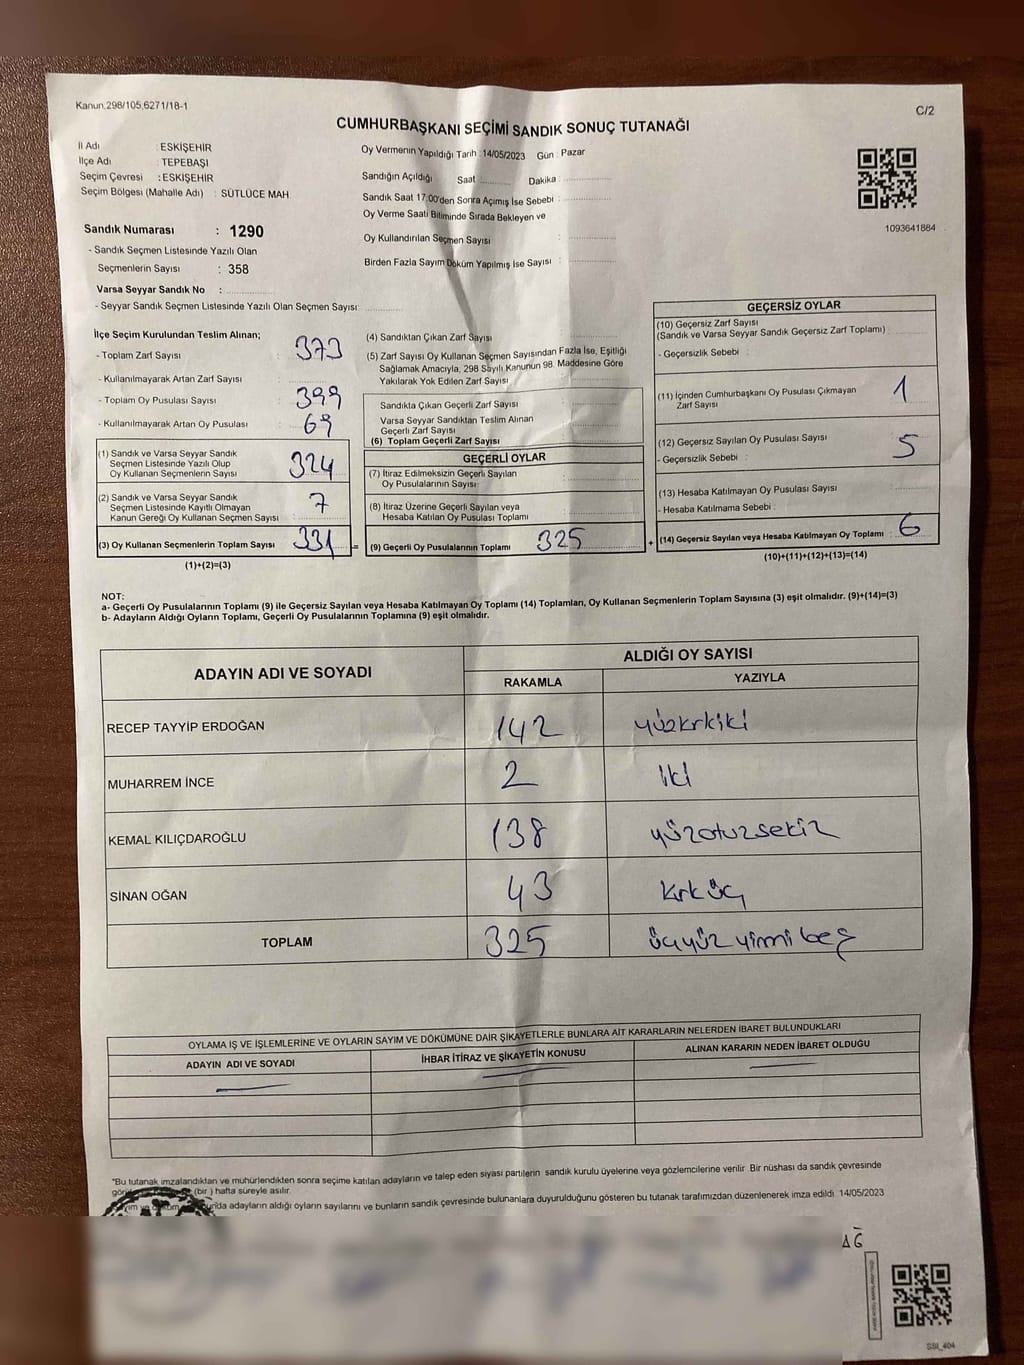 Kanun,298/105,6271/18-1
C/2
CUMHURBAŞKANI SEÇİMİ SANDIK SONUÇ TUTANAĞI
İl Adı : ESKİŞEHİR
İlçe Adı : TEPEBAŞI
Seçim Çevresi : ESKİŞEHİR
Seçim Bölgesi (Mahalle Adı) : SÜTLÜCE MAH
Sandık Numarası : 1290
- Sandık Seçmen Listesinde Yazılı Olan
Seçmenlerin Sayısı : 358
Varsa Seyyar Sandık No :
- Seyyar Sandık Seçmen Listesinde Yazılı Olan Seçmen Sayısı:
Oy Vermenin Yapıldığı Tarih : 14/05/2023 Gün : Pazar
Sandığın Açıldığı Saat Dakika :
Sandık Saat 17:00'den Sonra Açımış İse Sebebi :
Oy Verme Saati Bitiminde Sırada Bekleyen ve
Oy Kullandırılan Seçmen Sayısı :
Birden Fazla Sayım Döküm Yapılmış İse Sayısı :
1093641884
İlçe Seçim Kurulundan Teslim Alınan;
- Toplam Zarf Sayısı : 373
- Kullanılmayarak Artan Zarf Sayısı :
- Toplam Oy Pusulası Sayısı : 399
- Kullanılmayarak Artan Oy Pusulası : 69
(1) Sandık ve Varsa Seyyar Sandık
Seçmen Listesinde Yazılı Olup
Oy Kullanan Seçmenlerin Sayısı : 324
(2) Sandık ve Varsa Seyyar Sandık
Seçmen Listesinde Kayıtlı Olmayan
Kanun Gereği Oy Kullanan Seçmen Sayısı : 7
(3) Oy Kullanan Seçmenlerin Toplam Sayısı : 331 =
(1)+(2)=(3)
(4) Sandıktan Çıkan Zarf Sayısı :
(5) Zarf Sayısı Oy Kullanan Seçmen Sayısından Fazla İse, Eşitliği
Sağlamak Amacıyla, 298 Sayılı Kanunun 98. Maddesine Göre
Yakılarak Yok Edilen Zarf Sayısı :
Sandıkta Çıkan Geçerli Zarf Sayısı :
Varsa Seyyar Sandıktan Teslim Alınan
Geçerli Zarf Sayısı :
(6) Toplam Geçerli Zarf Sayısı :
GEÇERLİ OYLAR
(7) İtiraz Edilmeksizin Geçerli Sayılan
Oy Pusulalarının Sayısı :
(8) İtiraz Üzerine Geçerli Sayılan veya
Hesaba Katılan Oy Pusulası Toplamı :
(9) Geçerli Oy Pusulalarının Toplamı : 325 +
GEÇERSİZ OYLAR
(10) Geçersiz Zarf Sayısı
(Sandık ve Varsa Seyyar Sandık Geçersiz Zarf Toplamı) :
- Geçersizlik Sebebi :
(11) İçinden Cumhurbaşkanı Oy Pusulası Çıkmayan
Zarf Sayısı : 1
(12) Geçersiz Sayılan Oy Pusulası Sayısı : 5
- Geçersizlik Sebebi :
(13) Hesaba Katılmayan Oy Pusulası Sayısı :
- Hesaba Katılmama Sebebi :
(14) Geçersiz Sayılan veya Hesaba Katılmayan Oy Toplamı : 6
(10)+(11)+(12)+(13)=(14)
NOT:
a- Geçerli Oy Pusulalarının Toplamı (9) ile Geçersiz Sayılan veya Hesaba Katılmayan Oy Toplamı (14) Toplamları, Oy Kullanan Seçmenlerin Toplam Sayısına (3) eşit olmalıdır. (9)+(14)=(3)
b- Adayların Aldığı Oyların Toplamı, Geçerli Oy Pusulalarının Toplamına (9) eşit olmalıdır.
ADAYIN ADI VE SOYADI ALDIĞI OY SAYISI
RAKAMLA YAZIYLA
RECEP TAYYİP ERDOĞAN 142 yüzkrkiki
MUHARREM İNCE 2 iki
KEMAL KILIÇDAROĞLU 138 yüzotuzsekiz
SİNAN OĞAN 43 kırk üç
TOPLAM 325 üçyüz yirmi beş
OYLAMA İŞ VE İŞLEMLERİNE VE OYLARIN SAYIM VE DÖKÜMÜNE DAİR ŞİKAYETLERLE BUNLARA AİT KARARLARIN NELERDEN İBARET BULUNDUKLARI
ADAYIN ADI VE SOYADI İHBAR İTİRAZ VE ŞİKAYETİN KONUSU ALINAN KARARIN NEDEN İBARET OLDUĞU
"Bu tutanak imzalandıktan ve mühürlendikten sonra seçime katılan adayların ve talep eden siyasi partilerin sandık kurulu üyelerine veya gözlemcilerine verilir Bir nüshası da sandık çevresinde
(bir ) hafta süreyle asılır.
adayların aldığı oyların sayılarını ve bunların sandık çevresinde bulunanlara duyurulduğunu gösteren bu tutanak tarafımızdan düzenlenerek imza edildi. 14/05/2023
AĞ
SSI_404